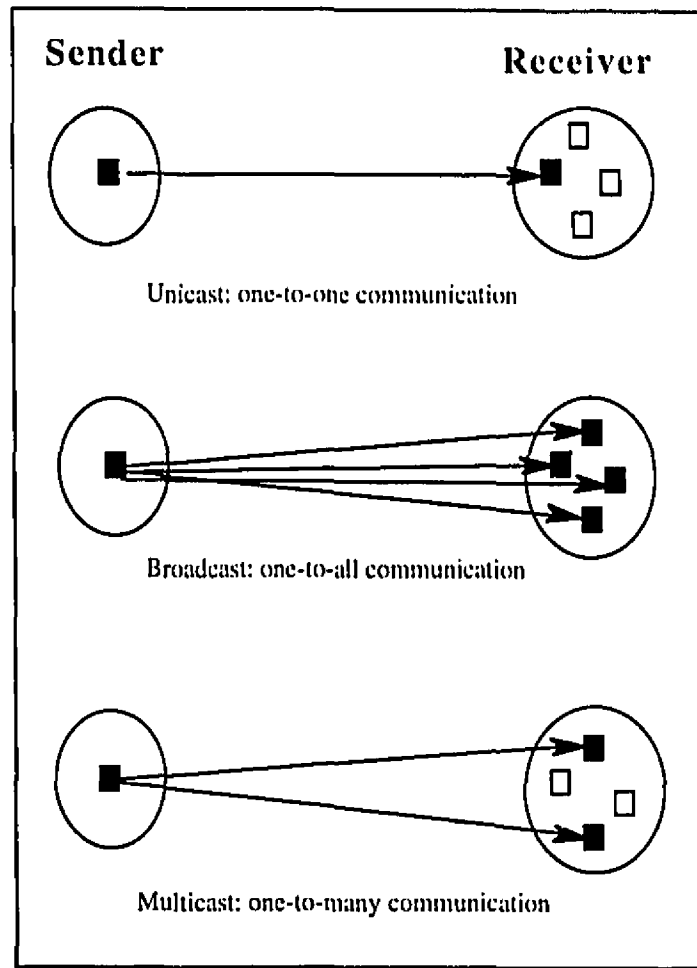 Sender
Receiver
Unicast: one-to-one communication
Broadcast: one-to-all communication
Multicast: one-to-many communication